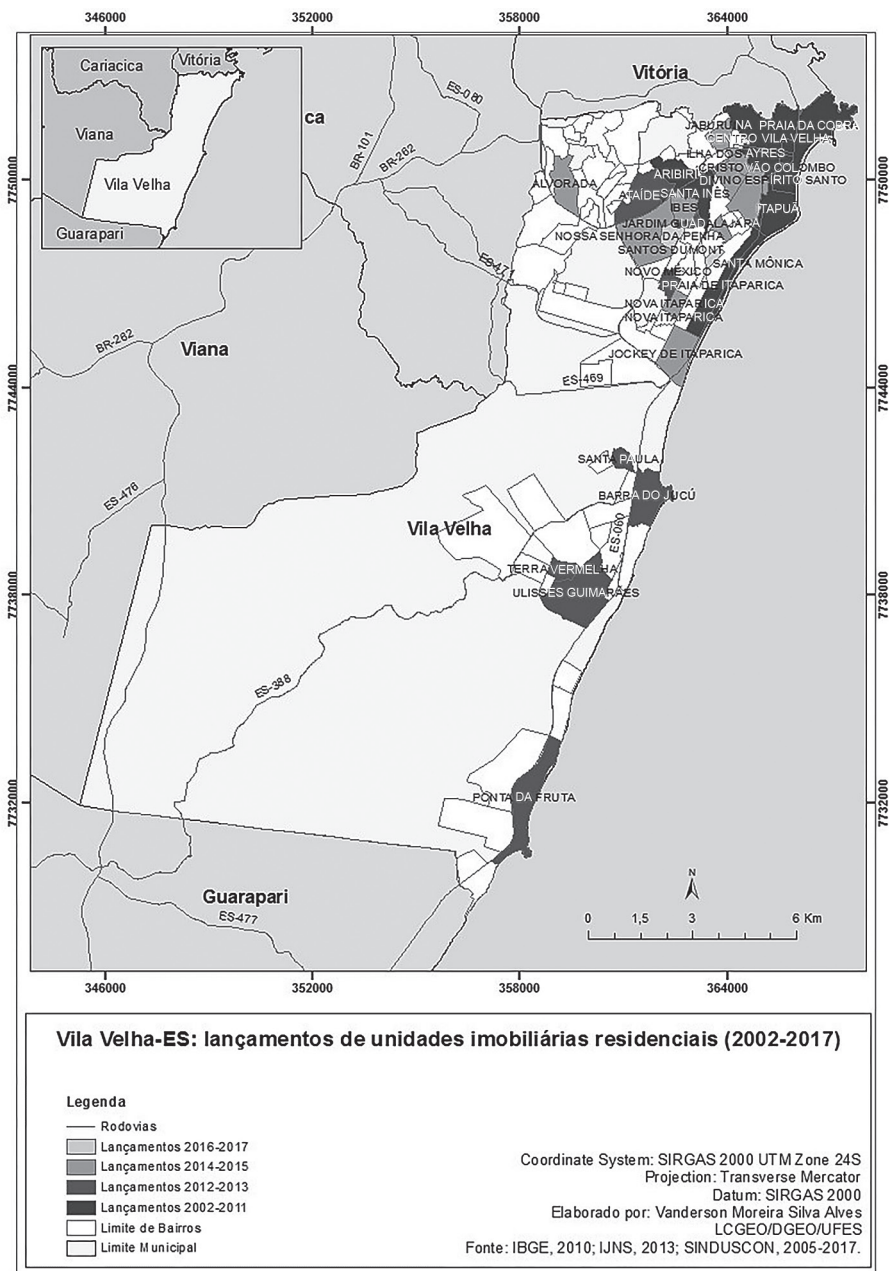 346000 352000 358000 364000
Cariacica
Vitória
Viana
Vila Velha
Guarapari
Vitória
ca
ES-080
BR-101
BR-262
7750000 7750000
JABURUNA PRAIA DA COSTA
CENTRO VILA VELHA
ILHA DOS AYRES
CRISTOVÃO COLOMBO
ARIBIRI
DIVINO ESPÍRITO SANTO
ALVORADA
ATAÍDE SANTA INÊS
IBES
ITAPUÃ
JARDIM GUADALAJARA
NOSSA SENHORA DA PENHA
SANTOS DUMONT
SANTA MÔNICA
ES-471
NOVO MÉXICO
PRAIA DE ITAPARICA
NOVA ITAPARICA
NOVA ITAPARICA
BR-262
Viana
JOCKEY DE ITAPARICA
ES-469
7744000 7744000
SANTA PAULA
ES-476
BARRA DO JUCÚ
Vila Velha
ES-060
TERRA VERMELHA
7738000 7738000
ULISSES GUIMARÃES
ES-388
PONTA DA FRUTA
7732000 7732000
N
Guarapari
ES-477
0 1,5 3 6 Km
346000 352000 358000 364000
Vila Velha-ES: lançamentos de unidades imobiliárias residenciais (2002-2017)
Legenda
Rodovias
Lançamentos 2016-2017
Lançamentos 2014-2015
Lançamentos 2012-2013
Lançamentos 2002-2011
Limite de Bairros
Limite Municipal
Coordinate System: SIRGAS 2000 UTM Zone 24S
Projection: Transverse Mercator
Datum: SIRGAS 2000
Elaborado por: Vanderson Moreira Silva Alves
LCGEO/DGEO/UFES
Fonte: IBGE, 2010; IJNS, 2013; SINDUSCON, 2005-2017.